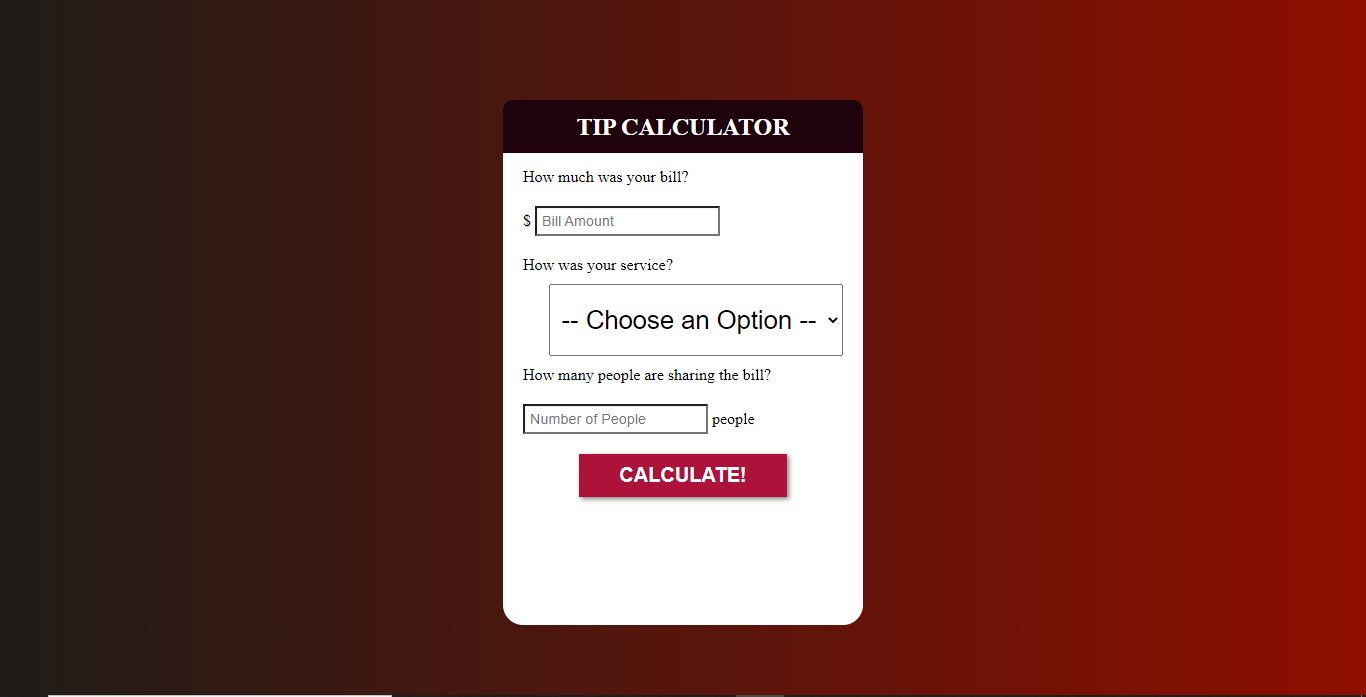 TIP CALCULATOR
How much was your bill?
$ Bill Amount
How was your service?
-- Choose an Option --
How many people are sharing the bill?
Number of People people
CALCULATE!